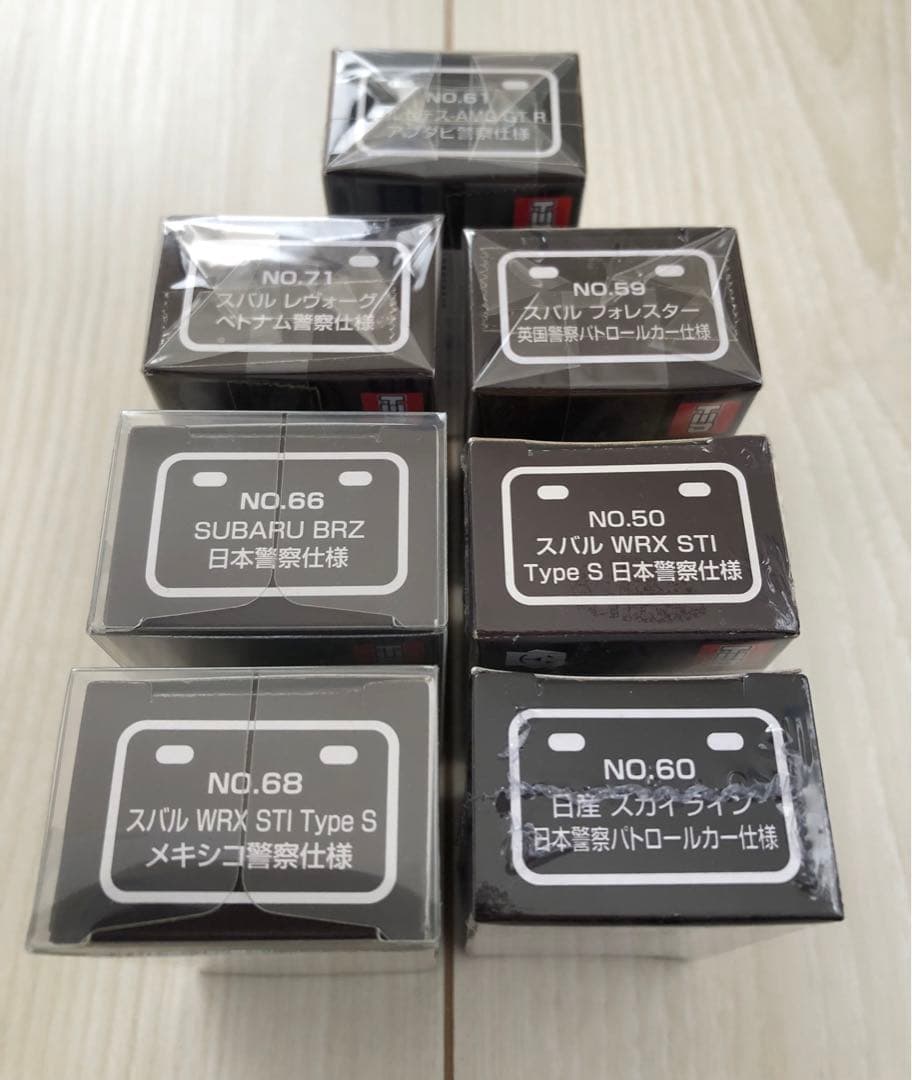 NO.61
AMG GT R
アブダビ警察仕様
NO.71
スバル レヴォーグ
ベトナム警察仕様
NO.59
スバル フォレスター
英国警察パトロールカー仕様
NO.66
SUBARU BRZ
日本警察仕様
NO.50
スバル WRX STI
Type S 日本警察仕様
NO.68
スバル WRX STI Type S
メキシコ警察仕様
NO.60
日産 スカイライン
日本警察パトロールカー仕様